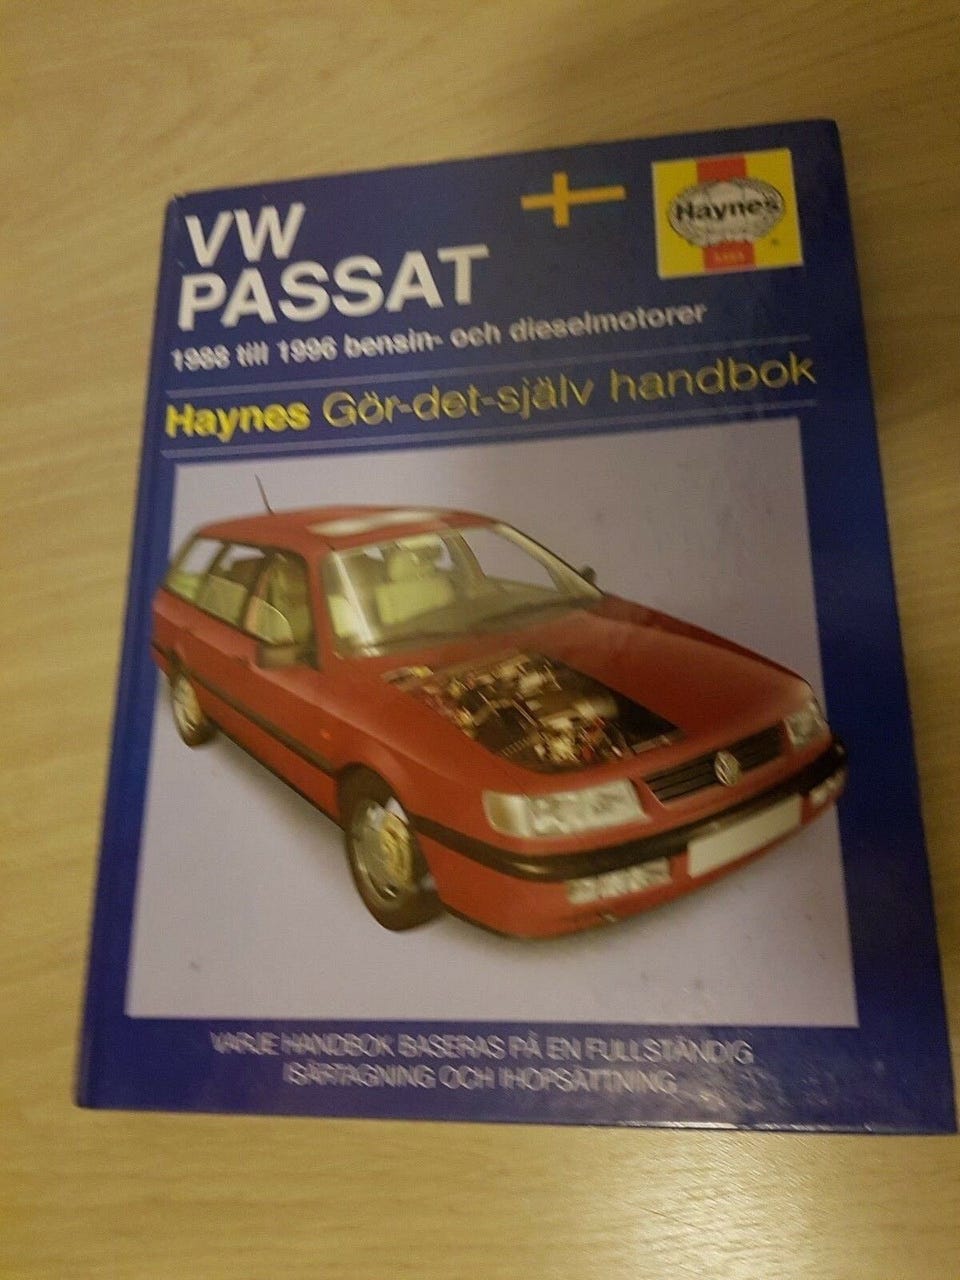 VW
PASSAT
1988 till 1996 bensin- och dieselmotorer
Haynes Gör-det-själv handbok
Haynes
VARJE HANDBOK BASERAS PÅ EN FULLSTÄNDIG
ISÄRTAGNING OCH IHOPSÄTTNING